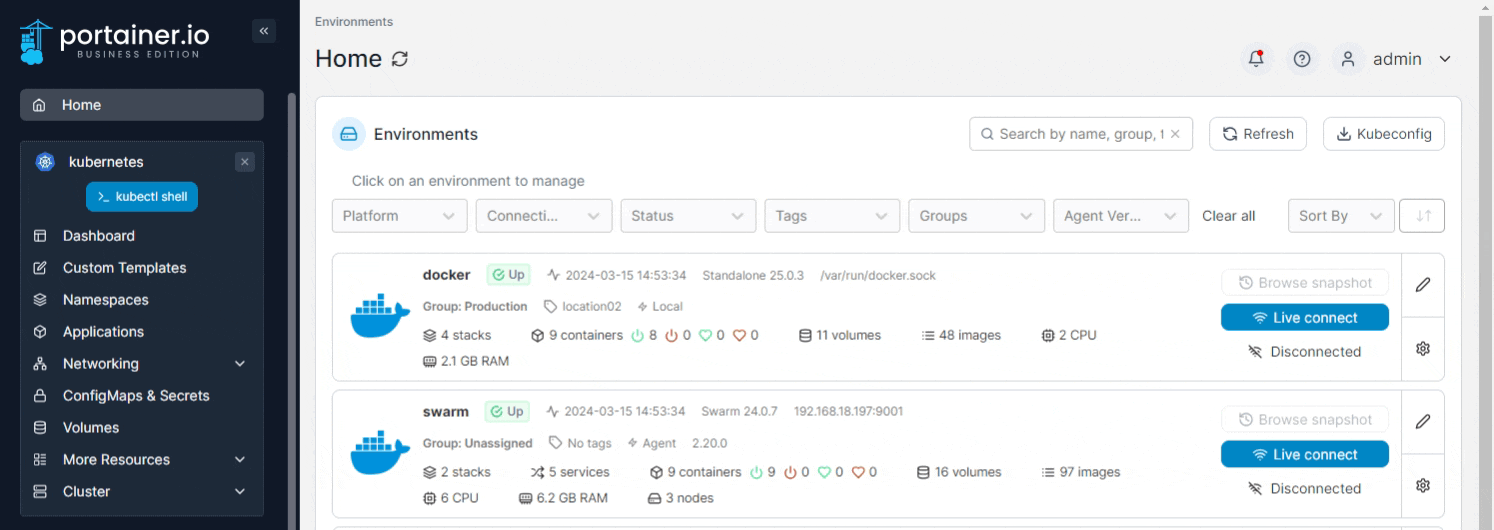 portainer.io
BUSINESS EDITION
Home
kubernetes
>_ kubectl shell
Dashboard
Custom Templates
Namespaces
Applications
Networking
ConfigMaps & Secrets
Volumes
More Resources
Cluster
Environments
Home
admin
Environments
Search by name, group, t
Refresh
Kubeconfig
Click on an environment to manage
Platform
Connecti...
Status
Tags
Groups
Agent Ver...
Clear all
Sort By
docker Up 2024-03-15 14:53:34 Standalone 25.0.3 /var/run/docker.sock
Group: Production location02 Local
4 stacks 9 containers 8 0 0 0 11 volumes 48 images 2 CPU
2.1 GB RAM
Browse snapshot
Live connect
Disconnected
swarm Up 2024-03-15 14:53:34 Swarm 24.0.7 192.168.18.197:9001
Group: Unassigned No tags Agent 2.20.0
2 stacks 5 services 9 containers 9 0 0 0 16 volumes 97 images
6 CPU 6.2 GB RAM 3 nodes
Browse snapshot
Live connect
Disconnected